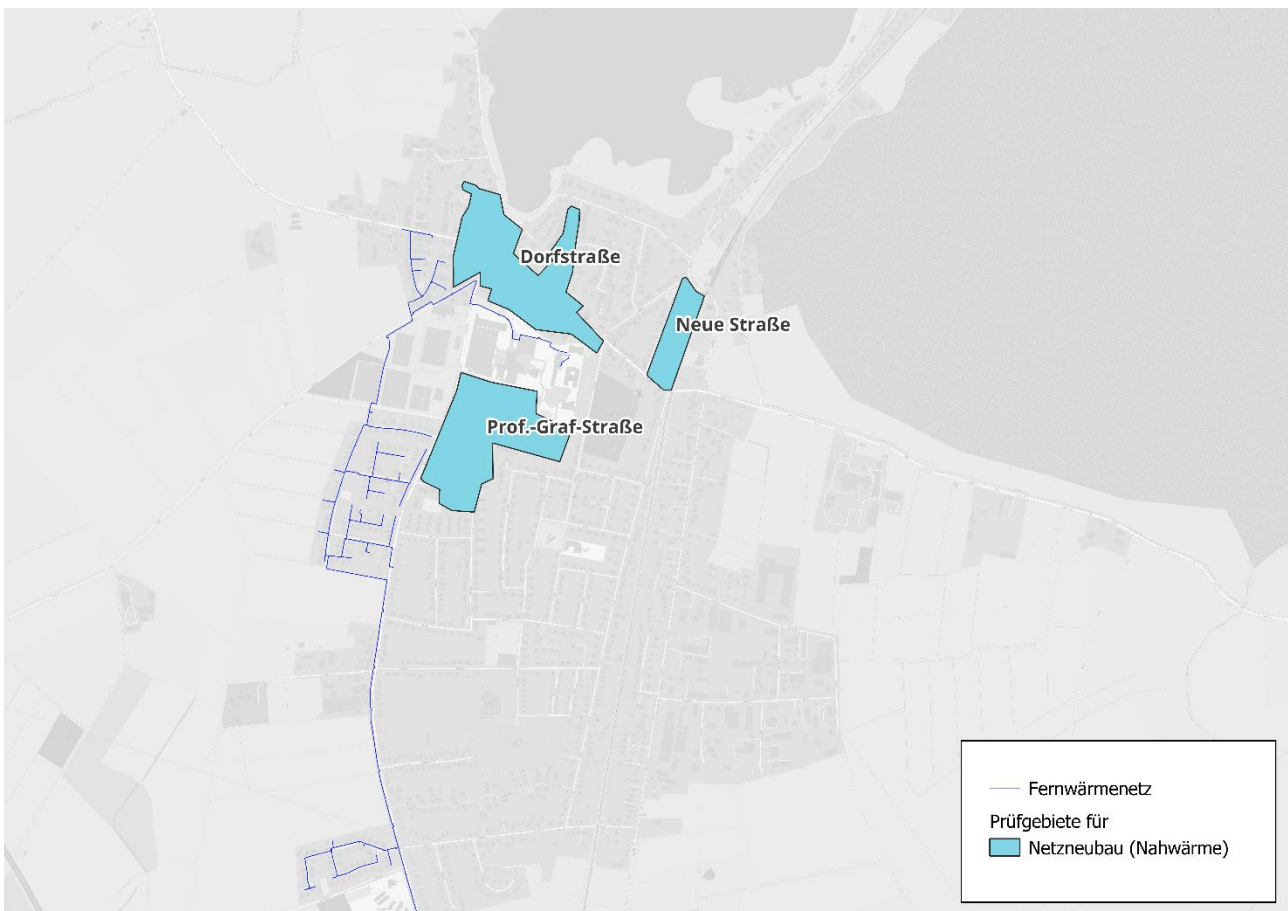 Dorfstraße
Neue Straße
Prof.-Graf-Straße
Fernwärmenetz
Prüfgebiete für
Netzneubau (Nahwärme)